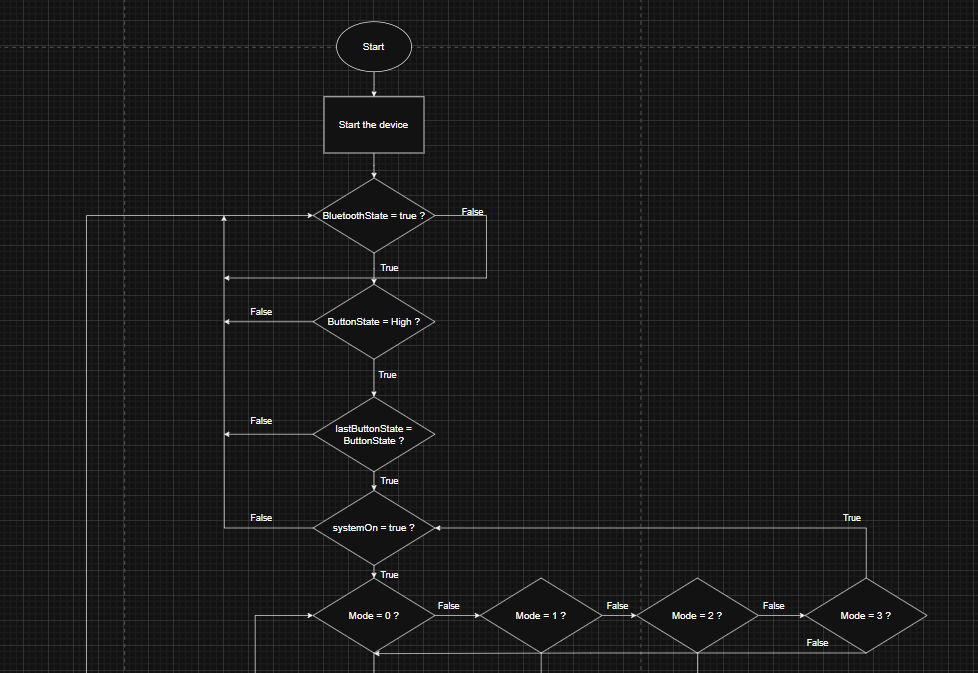 Start
Start the device
BluetoothState = true ?
False
True
False
ButtonState = High ?
True
False
lastButtonState =
ButtonState ?
True
False
systemOn = true ?
True
True
Mode = 0 ?
False
Mode = 1 ?
False
Mode = 2 ?
False
Mode = 3 ?
False